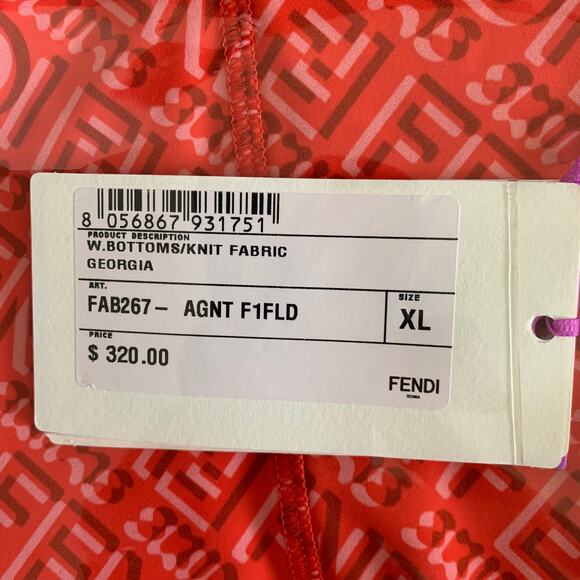 8 056867 931751
PRODUCT DESCRIPTION
W.BOTTOMS/KNIT FABRIC
GEORGIA
ART.
FAB267- AGNT F1FLD
SIZE
XL
PRICE
$ 320.00
FENDI
ROMA